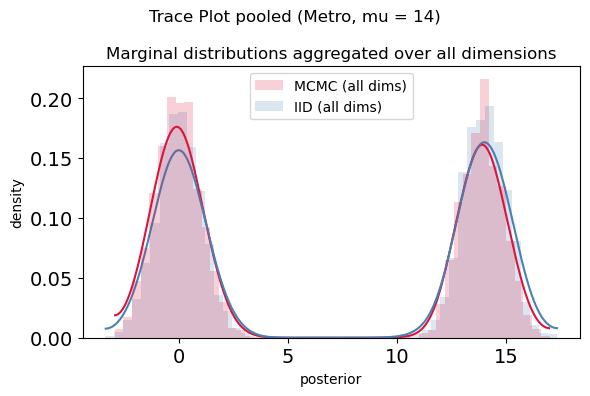 Trace Plot pooled (Metro, mu = 14)
Marginal distributions aggregated over all dimensions
MCMC (all dims)
IID (all dims)
density
0.20
0.15
0.10
0.05
0.00
0
5
10
15
posterior